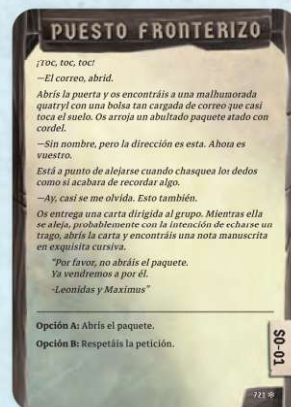 PUESTO FRONTERIZO
¡Toc, toc, toc!
—El correo, abrid.
Abrís la puerta y os encontráis a una malhumorada
quatryl con una bolsa tan cargada de correo que casi
toca el suelo. Os arroja un abultado paquete atado con
cordel.
—Sin nombre, pero la dirección es esta. Ahora es
vuestro.
Está a punto de alejarse cuando chasquea los dedos
como si acabara de recordar algo.
—Ay, casi se me olvida. Esto también.
Os entrega una carta dirigida al grupo. Mientras ella
se aleja, probablemente con la intención de echarse un
trago, abrís la carta y encontráis una nota manuscrita
en exquisita cursiva.
"Por favor, no abráis el paquete.
Ya vendremos a por él.
-Leonidas y Maximus"
Opción A: Abrís el paquete.
Opción B: Respetáis la petición.
SO-01
721